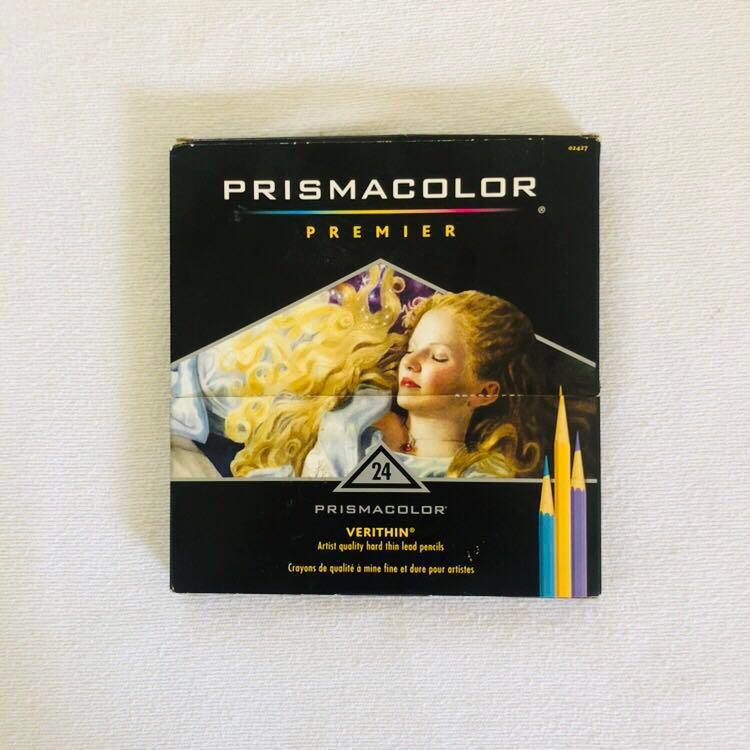 02427
PRISMACOLOR®
PREMIER
24
PRISMACOLOR®
VERITHIN®
Artist quality hard thin lead pencils
Crayons de qualité à mine fine et dure pour artistes